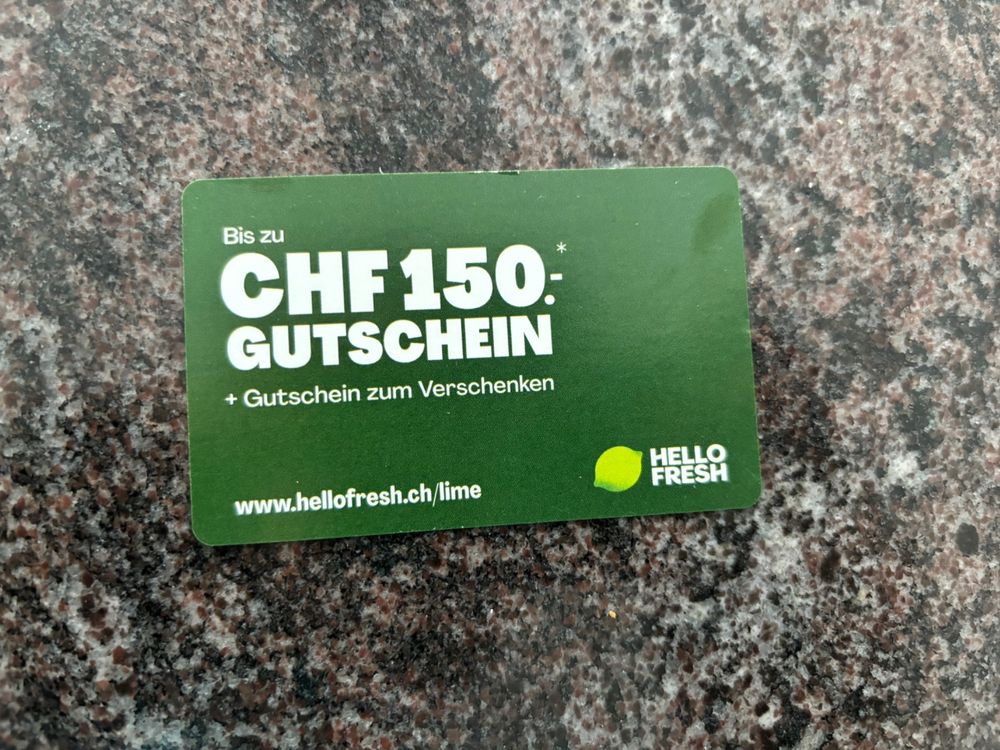 Bis zu
CHF 150.-*
GUTSCHEIN
+ Gutschein zum Verschenken
www.hellofresh.ch/lime
HELLO
FRESH